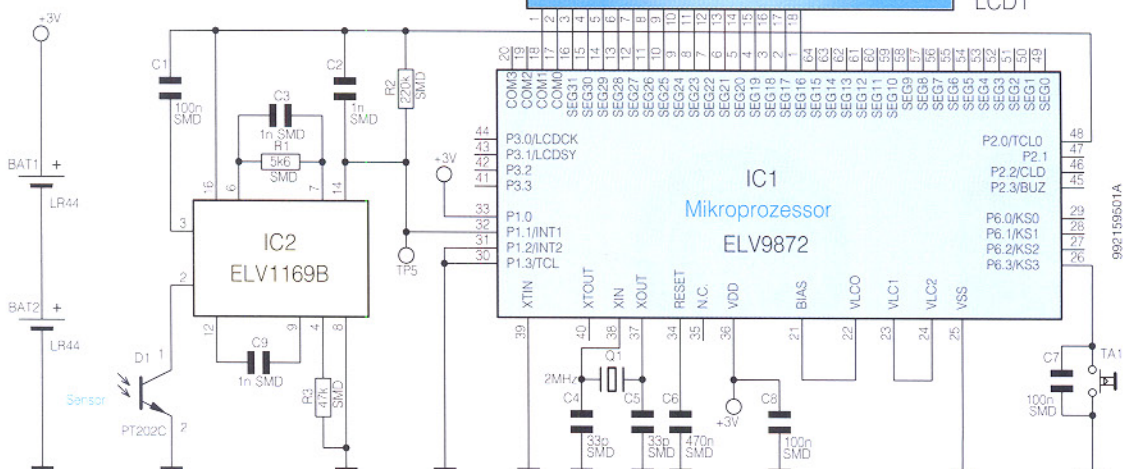 LCD1
+3V
1 2 3 4 5 6 7 8 9 10 11 12 13 14 15 16 17 18
20 19 18 17 16 15 14 13 12 11 10 9 8 7 6 5 4 3 2 1 64 63 62 61 60 59 58 57 56 55 54 53 52 51 50 49
COM3 COM2 COM1 COM0 SEG31 SEG30 SEG29 SEG28 SEG27 SEG26 SEG25 SEG24 SEG23 SEG22 SEG21 SEG20 SEG19 SEG18 SEG17 SEG16 SEG15 SEG14 SEG13 SEG12 SEG11 SEG10 SEG9 SEG8 SEG7 SEG6 SEG5 SEG4 SEG3 SEG2 SEG1 SEG0
C1
100n
SMD
C2
1n
SMD
R2
220k
SMD
C3
1n SMD
R1
5k6
SMD
BAT1 +
LR44
BAT2 +
LR44
16
6
7
14
3
2
IC2
ELV1169B
12
9
4
8
C9
1n SMD
R3
47k
SMD
D1
1
Sensor
PT202C
2
+3V
TP5
44 P3.0/LCDCK
43 P3.1/LCDSY
42 P3.2
41 P3.3
33 P1.0
32 P1.1/INT1
31 P1.2/INT2
30 P1.3/TCL
IC1
Mikroprozessor
ELV9872
P2.0/TCL0 48
P2.1 47
P2.2/CLD 46
P2.3/BUZ 45
P6.0/KS0 29
P6.1/KS1 28
P6.2/KS2 27
P6.3/KS3 26
XTIN XTOUT XIN XOUT RESET N.C. VDD BIAS VLC0 VLC1 VLC2 VSS
39 40 38 37 34 35 36 21 22 23 24 25
2MHz
Q1
C4
33p
SMD
C5
33p
SMD
C6
470n
SMD
+3V
C8
100n
SMD
C7
100n
SMD
TA1
992159501A